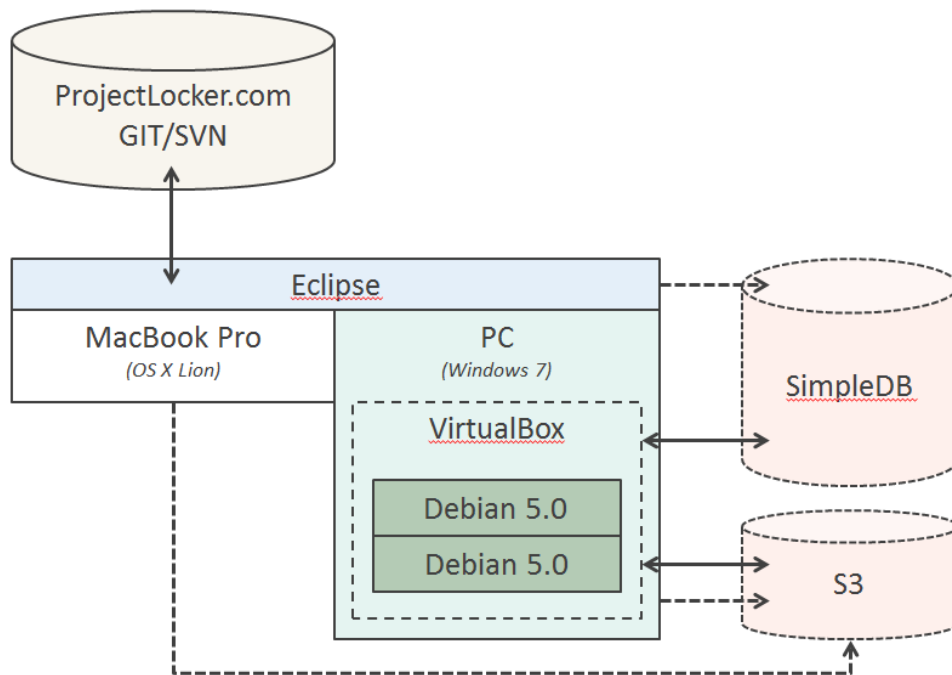 ProjectLocker.com
GIT/SVN
Eclipse
MacBook Pro
(OS X Lion)
PC
(Windows 7)
VirtualBox
Debian 5.0
Debian 5.0
SimpleDB
S3